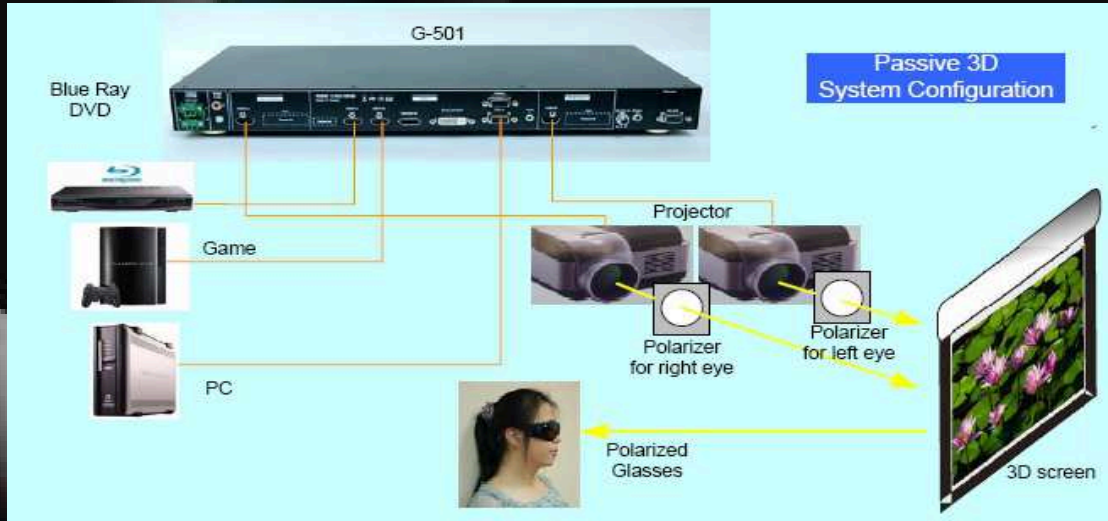 G-501
Passive 3D
System Configuration
Blue Ray
DVD
Game
PC
Projector
Polarizer
for right eye
Polarizer
for left eye
Polarized
Glasses
3D screen